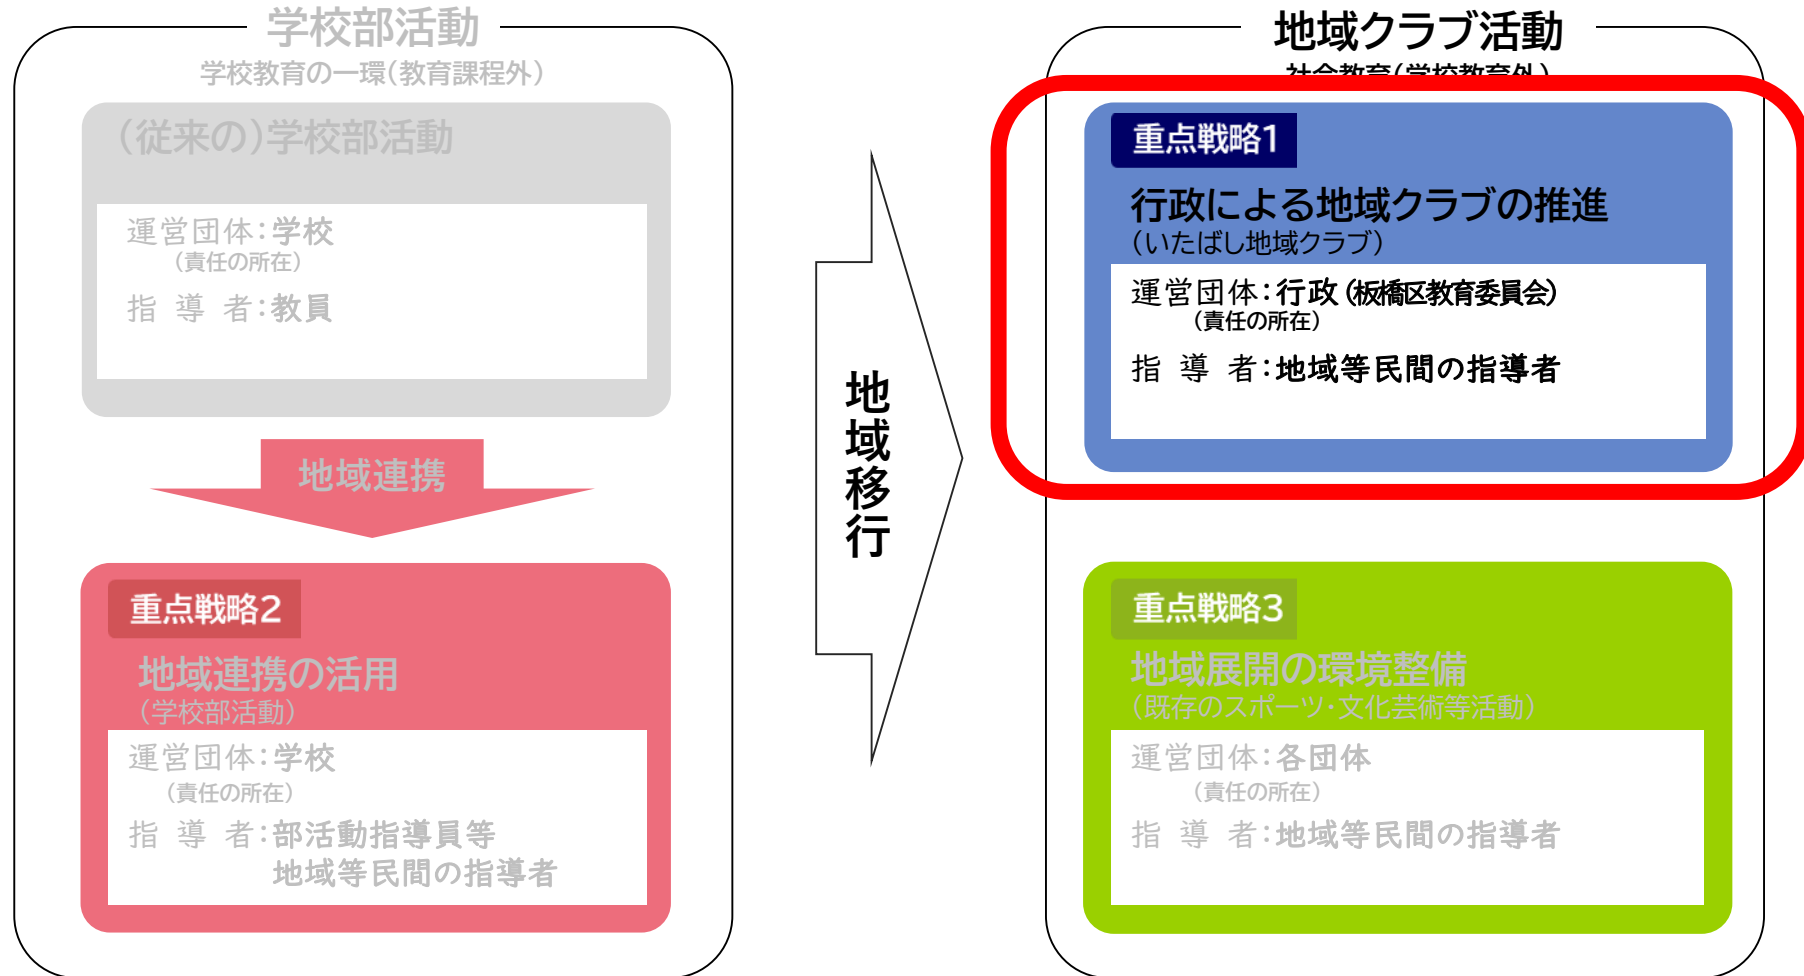 学校部活動
学校教育の一環(教育課程外)
(従来の)学校部活動
運営団体:学校
(責任の所在)
指 導 者:教員
地域連携
重点戦略2
地域連携の活用
(学校部活動)
運営団体:学校
(責任の所在)
指 導 者:部活動指導員等
地域等民間の指導者
地域移行
地域クラブ活動
社会教育(学校教育外)
重点戦略1
行政による地域クラブの推進
(いたばし地域クラブ)
運営団体:行政(板橋区教育委員会)
(責任の所在)
指 導 者:地域等民間の指導者
重点戦略3
地域展開の環境整備
(既存のスポーツ・文化芸術等活動)
運営団体:各団体
(責任の所在)
指 導 者:地域等民間の指導者